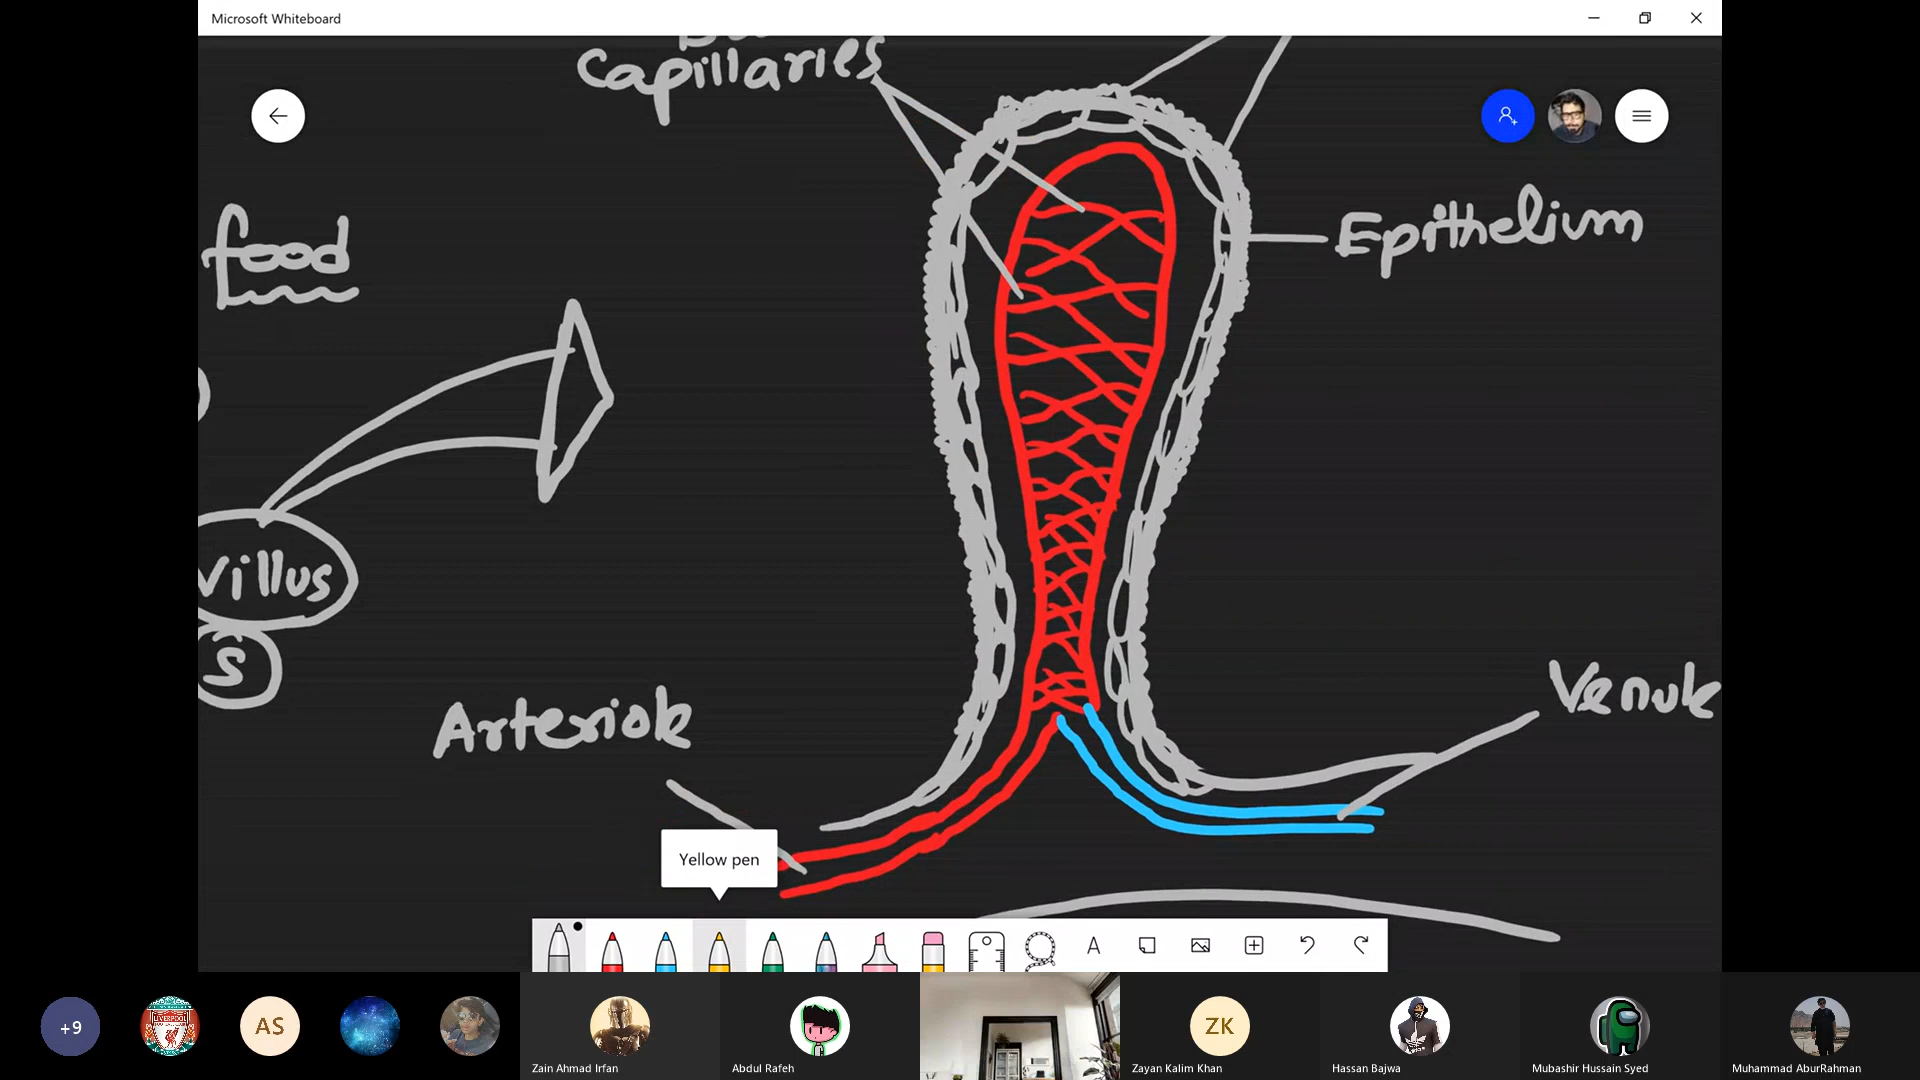 Microsoft Whiteboard
Capillaries
food
Epithelium
Villus
S
Arteriole
Venule
Yellow pen
A
+9
LIVERPOOL
AS
ZK
Zain Ahmad Irfan
Abdul Rafeh
Zayan Kalim Khan
Hassan Bajwa
Mubashir Hussain Syed
Muhammad AburRahman